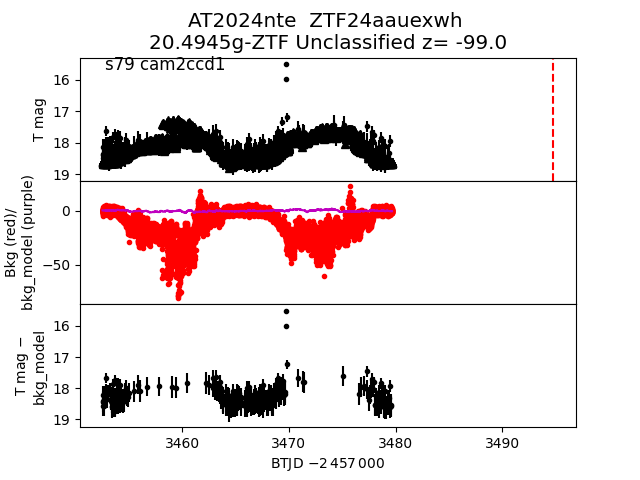 AT2024nte  ZTF24aauexwh
20.4945g-ZTF Unclassified z= -99.0
s79 cam2ccd1
16
17
18
19
T mag
0
−50
Bkg (red)/
bkg_model (purple)
16
17
18
19
T mag −
bkg_model
3460
3470
3480
3490
BTJD −2 457 000